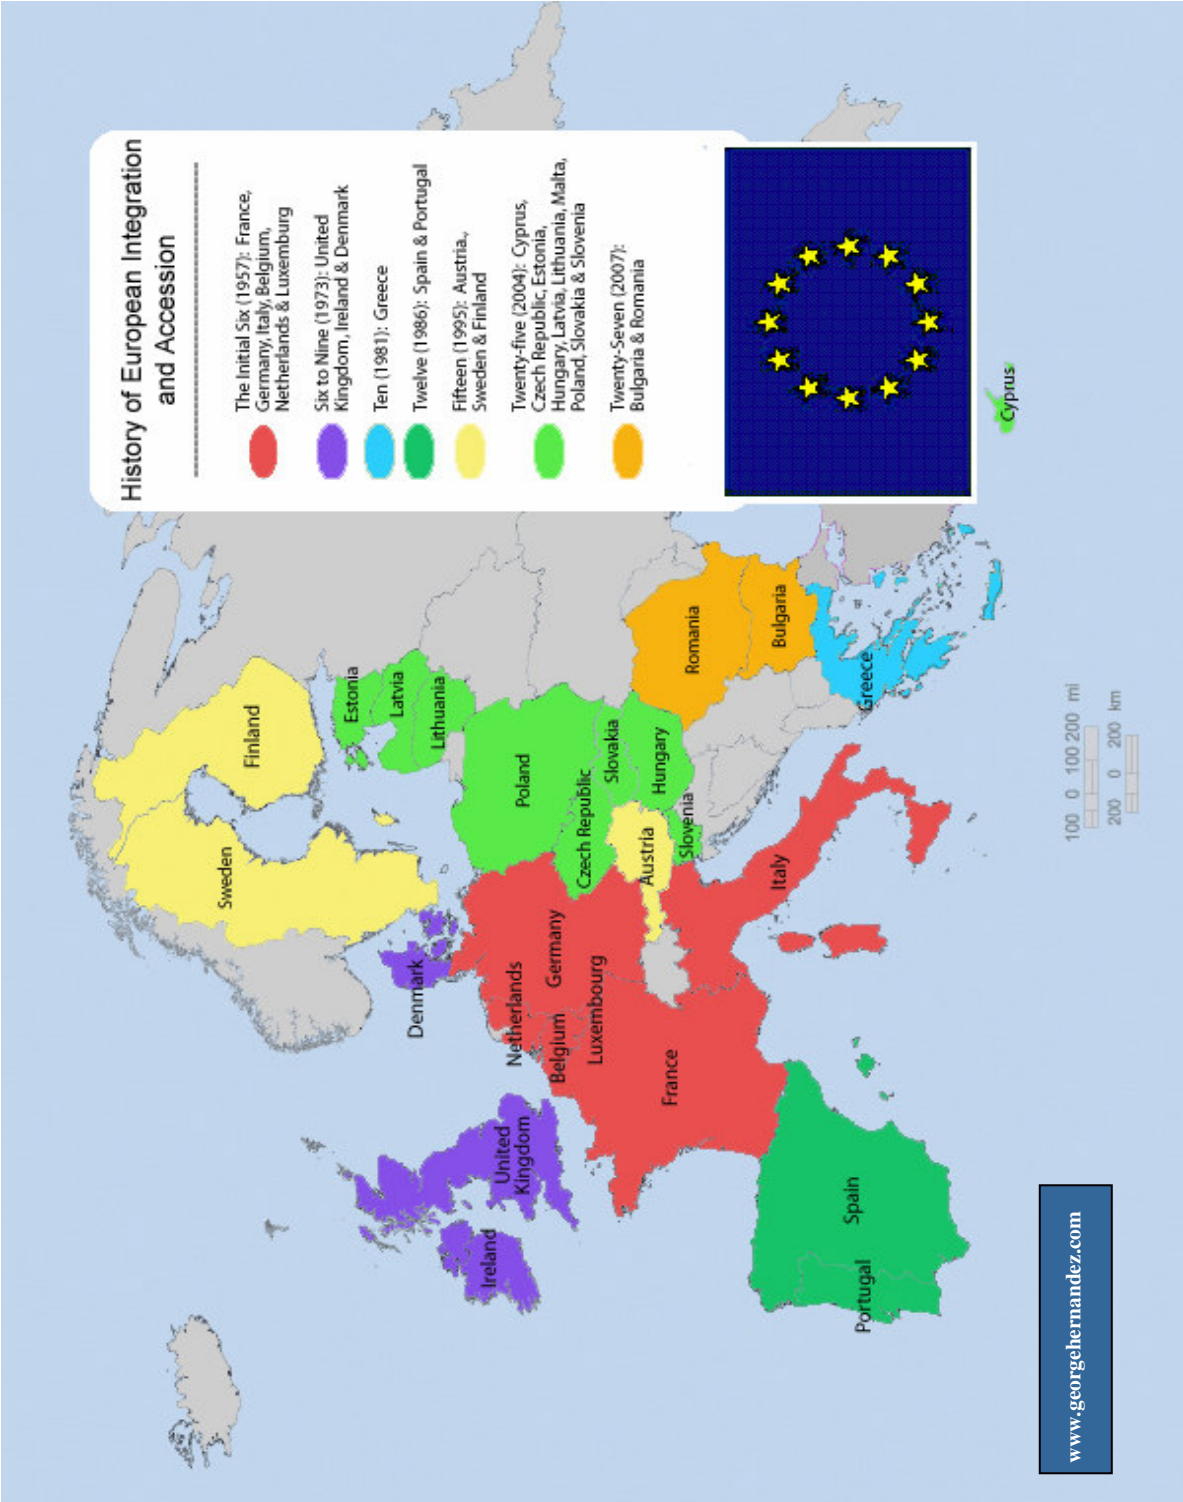 History of European Integration
and Accession
The Initial Six (1957): France,
Germany, Italy, Belgium,
Netherlands & Luxemburg
Six to Nine (1973): United
Kingdom, Ireland & Denmark
Ten (1981): Greece
Twelve (1986): Spain & Portugal
Fifteen (1995): Austria.,
Sweden & Finland
Twenty-five (2004): Cyprus,
Czech Republic, Estonia,
Hungary, Latvia, Lithuania, Malta,
Poland, Slovakia & Slovenia
Twenty-Seven (2007):
Bulgaria & Romania
Finland
Sweden
Estonia
Latvia
Lithuania
Denmark
Ireland
United
Kingdom
Netherlands
Poland
Germany
Belgium
Czech Republic
Luxembourg
Slovakia
Austria
Hungary
France
Slovenia
Romania
Italy
Bulgaria
Spain
Portugal
Greece
Cyprus
100 0 100 200 mi
200 0 200 km
www.georgehernandez.com